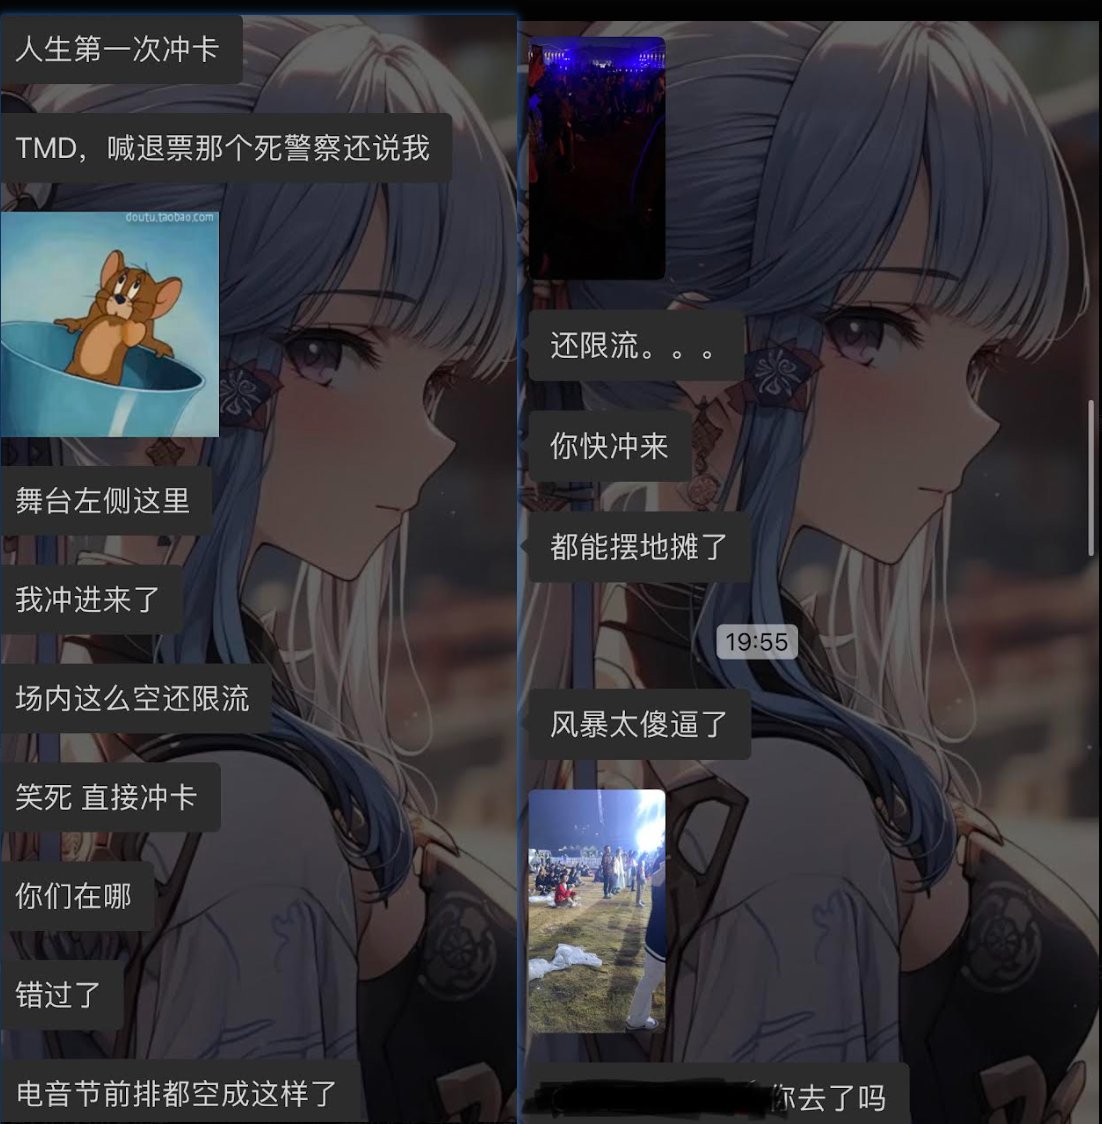 人生第一次冲卡
TMD，喊退票那个死警察还说我
doutu.taobao.com
舞台左侧这里
我冲进来了
场内这么空还限流
笑死 直接冲卡
你们在哪
错过了
电音节前排都空成这样了
还限流。。。
你快冲来
都能摆地摊了
19:55
风暴太傻逼了
你去了吗